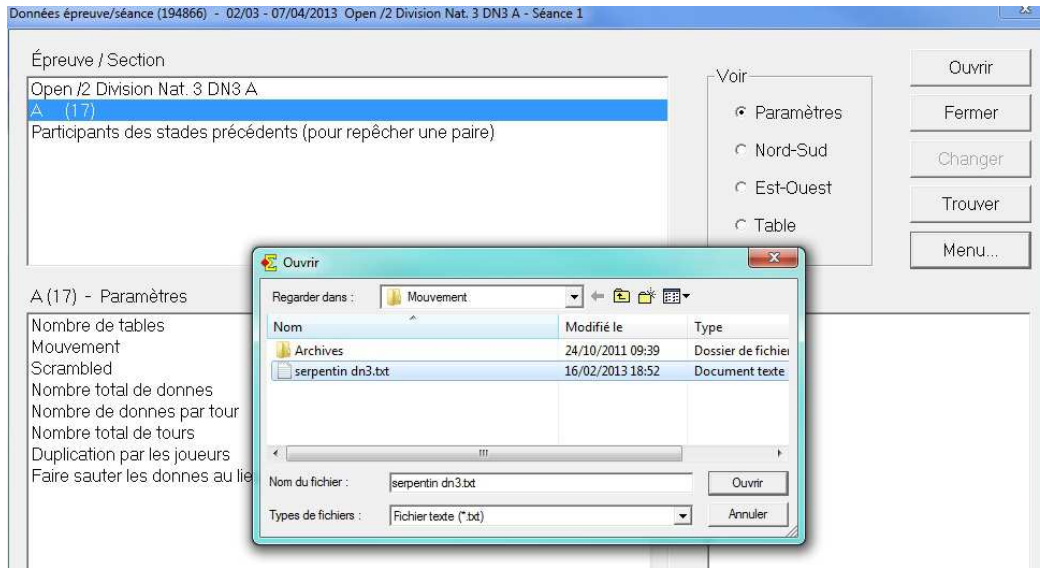 Données épreuve/séance (194866) - 02/03 - 07/04/2013 Open /2 Division Nat. 3 DN3 A - Séance 1
Épreuve / Section
Open /2 Division Nat. 3 DN3 A
A (17)
Participants des stades précédents (pour repêcher une paire)
Voir
Paramètres
Nord-Sud
Est-Ouest
Table
Ouvrir
Fermer
Changer
Trouver
Menu...
A (17) - Paramètres
Nombre de tables
Mouvement
Scrambled
Nombre total de donnes
Nombre de donnes par tour
Nombre total de tours
Duplication par les joueurs
Faire sauter les donnes au lie
Ouvrir
Regarder dans : Mouvement
Nom Modifié le Type
Archives 24/10/2011 09:39 Dossier de fichier
serpentin dn3.txt 16/02/2013 18:52 Document texte
Nom du fichier : serpentin dn3.txt Ouvrir
Types de fichiers : Fichier texte (*.txt) Annuler